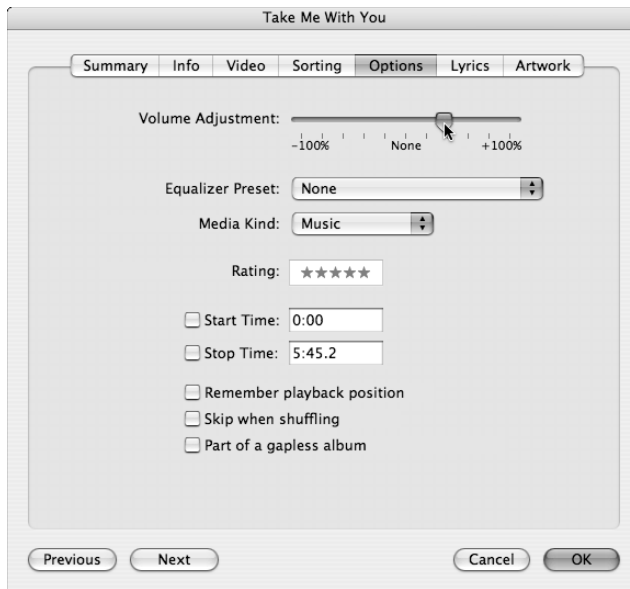 Take Me With You
Summary Info Video Sorting Options Lyrics Artwork
Volume Adjustment:
-100% None +100%
Equalizer Preset: None
Media Kind: Music
Rating: ★★★★★
Start Time: 0:00
Stop Time: 5:45.2
Remember playback position
Skip when shuffling
Part of a gapless album
Previous Next Cancel OK